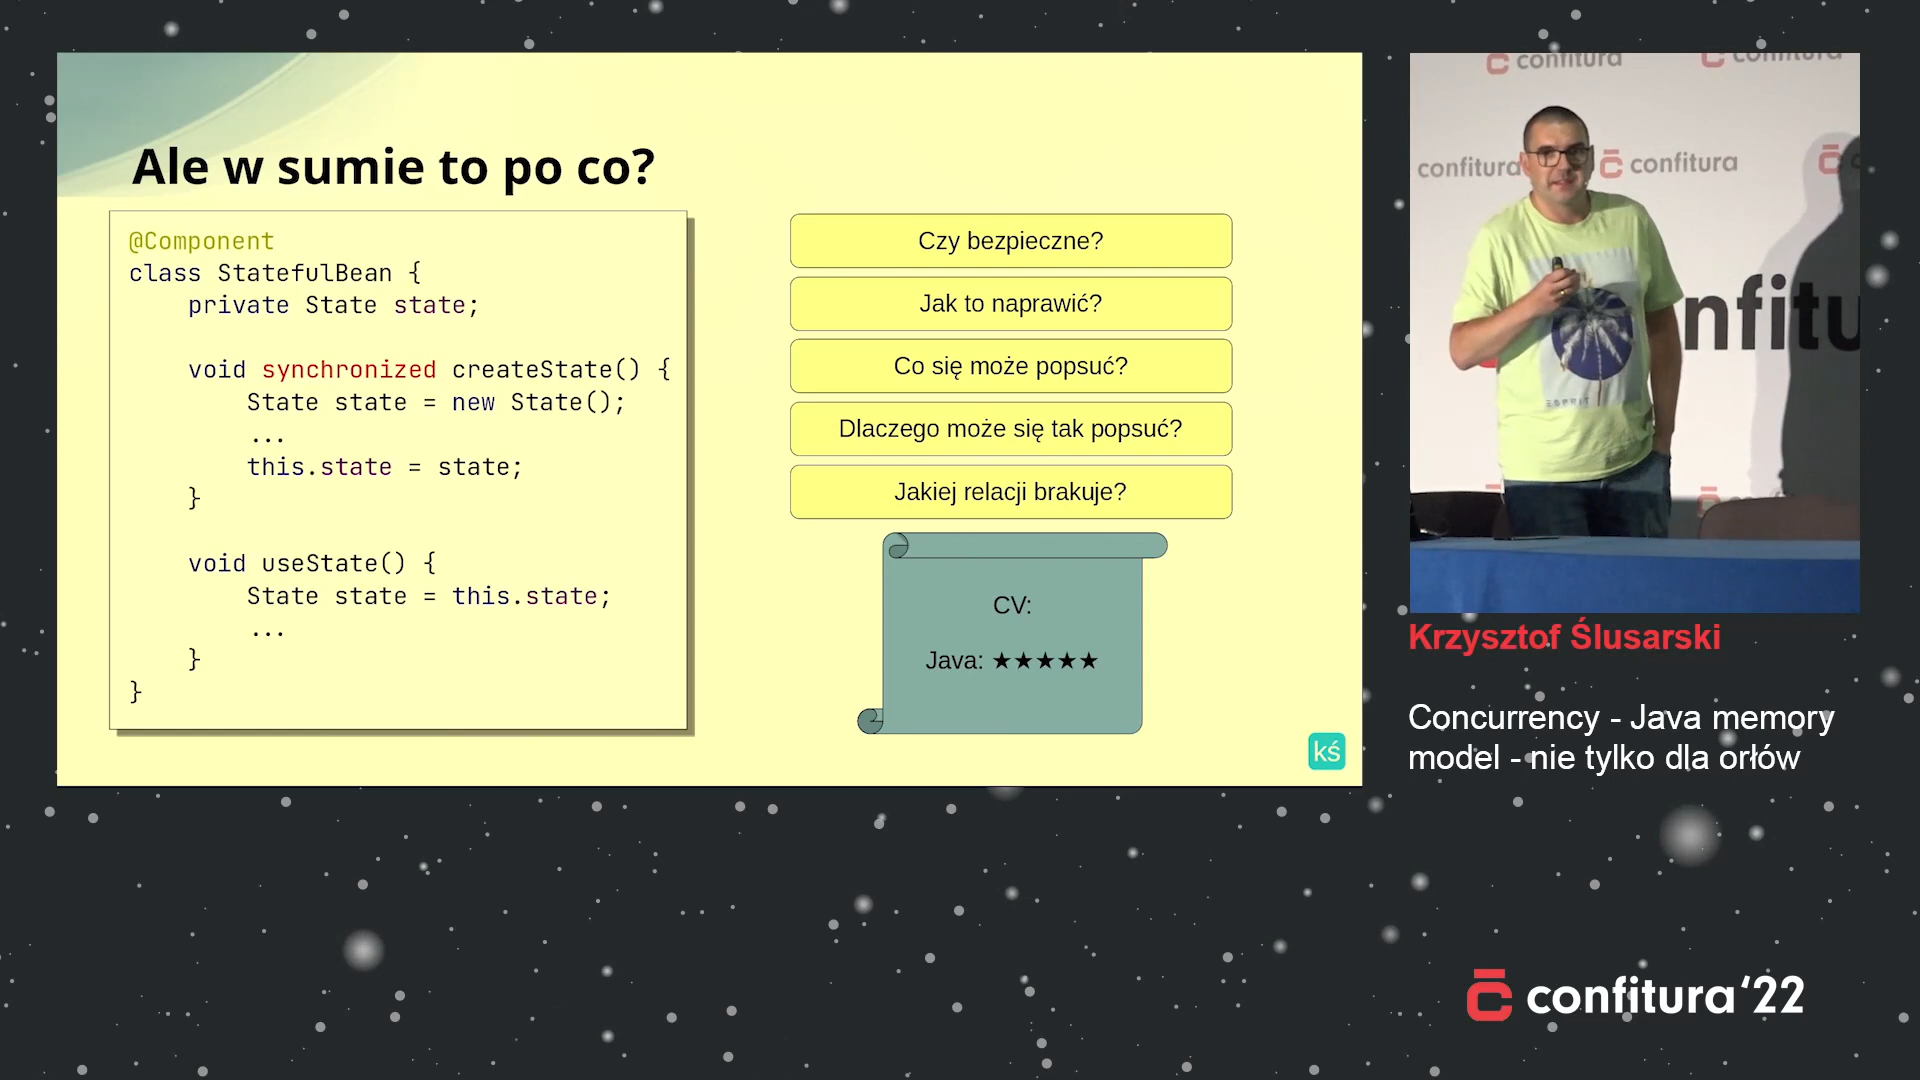 Ale w sumie to po co?
@Component
class StatefulBean {
private State state;
void synchronized createState() {
State state = new State();
...
this.state = state;
}
void useState() {
State state = this.state;
...
}
}
Czy bezpieczne?
Jak to naprawić?
Co się może popsuć?
Dlaczego może się tak popsuć?
Jakiej relacji brakuje?
CV:
Java: ★★★★★
kś
confitura
confitura
confitura
confitura
nfitu
ESPRIT
Krzysztof Ślusarski
Concurrency - Java memory
model - nie tylko dla orłów
confitura '22